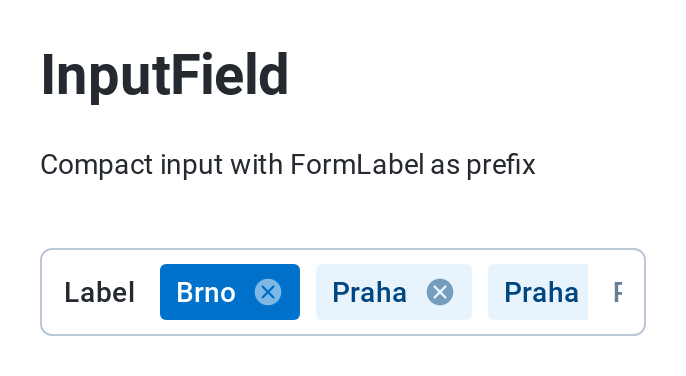 InputField
Compact input with FormLabel as prefix
Label Brno Praha Praha